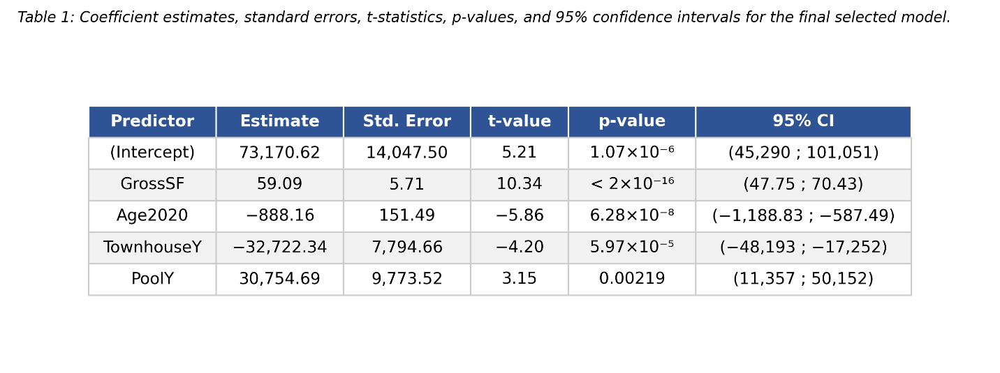 Table 1: Coefficient estimates, standard errors, t-statistics, p-values, and 95% confidence intervals for the final selected model.
Predictor Estimate Std. Error t-value p-value 95% CI
(Intercept) 73,170.62 14,047.50 5.21 1.07×10⁻⁶ (45,290 ; 101,051)
GrossSF 59.09 5.71 10.34 < 2×10⁻¹⁶ (47.75 ; 70.43)
Age2020 −888.16 151.49 −5.86 6.28×10⁻⁸ (−1,188.83 ; −587.49)
TownhouseY −32,722.34 7,794.66 −4.20 5.97×10⁻⁵ (−48,193 ; −17,252)
PoolY 30,754.69 9,773.52 3.15 0.00219 (11,357 ; 50,152)